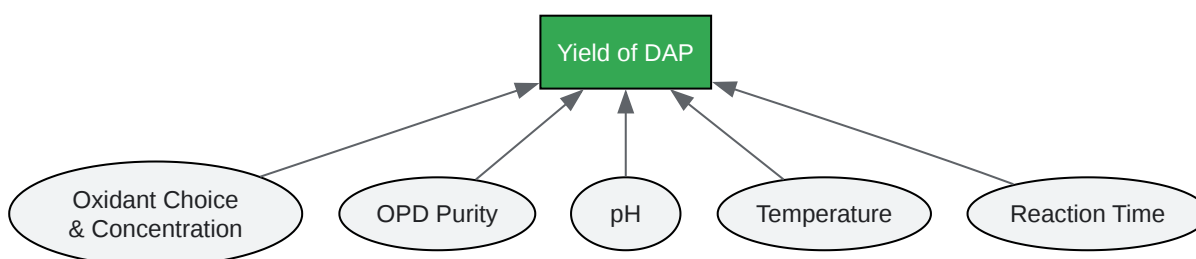 Yield of DAP
Oxidant Choice
& Concentration
OPD Purity
pH
Temperature
Reaction Time